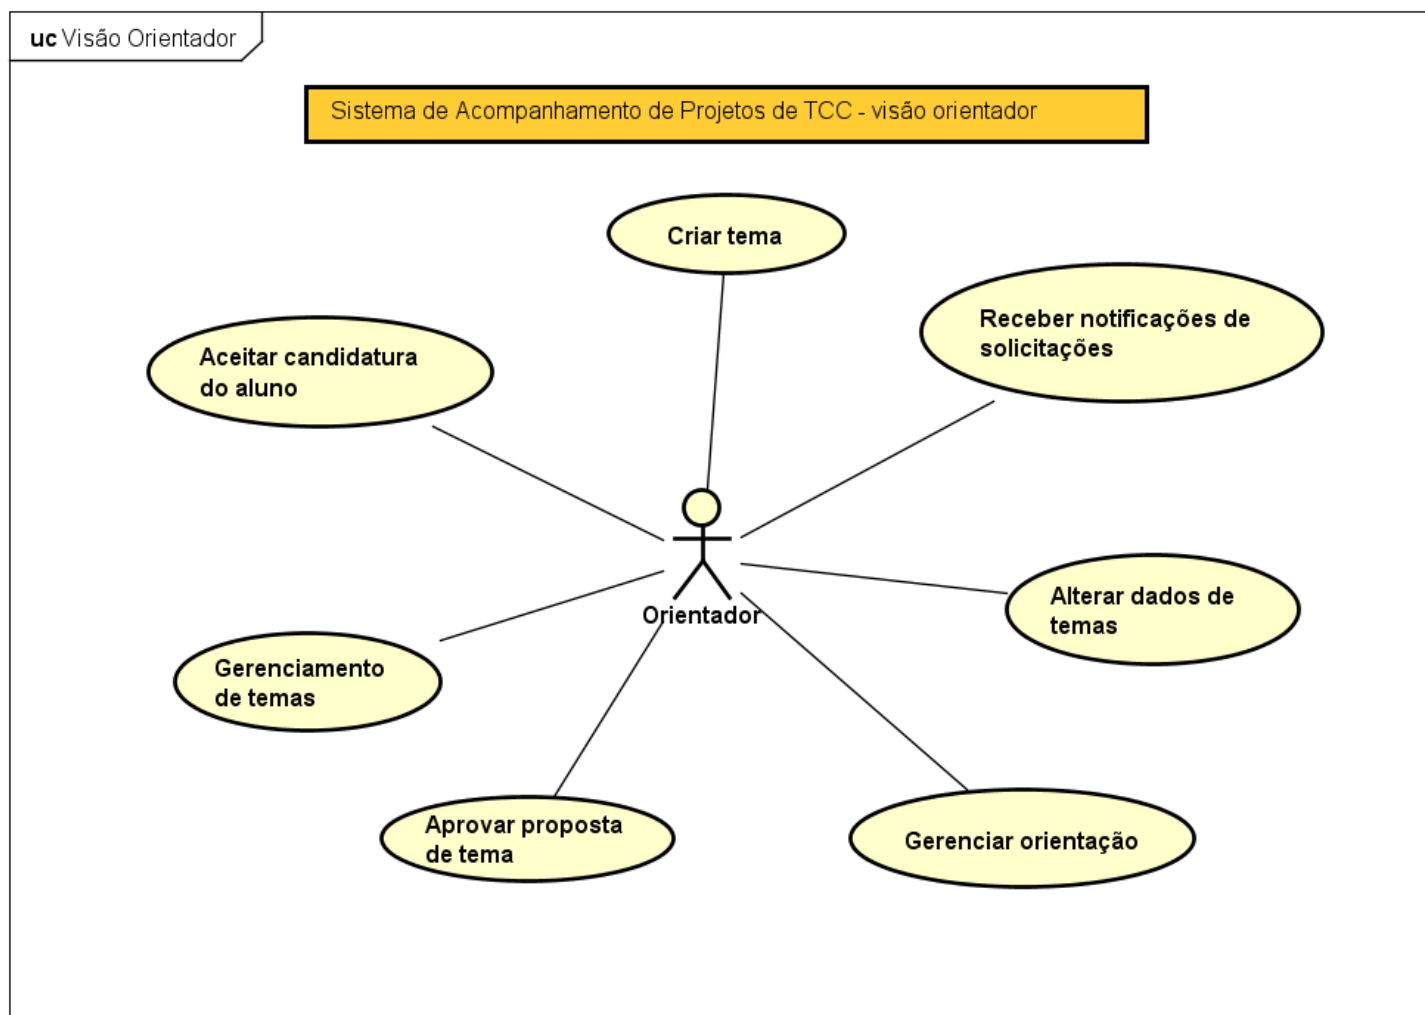 uc Visão Orientador
Sistema de Acompanhamento de Projetos de TCC - visão orientador
Criar tema
Receber notificações de
solicitações
Aceitar candidatura
do aluno
Alterar dados de
temas
Orientador
Gerenciamento
de temas
Aprovar proposta
de tema
Gerenciar orientação